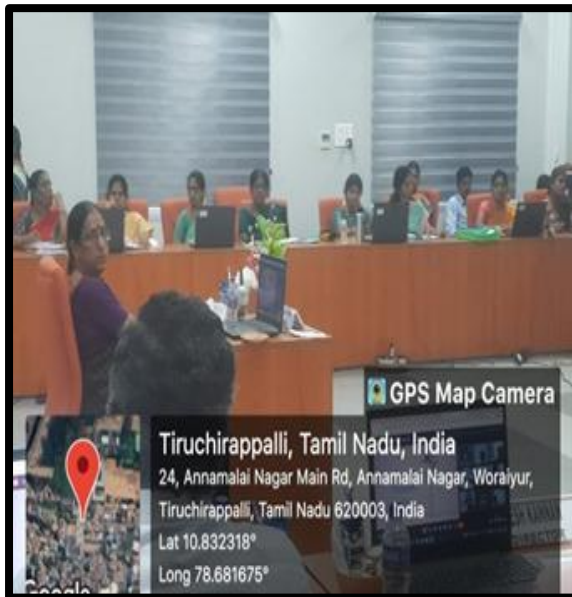 GPS Map Camera
Tiruchirappalli, Tamil Nadu, India
24, Annamalai Nagar Main Rd, Annamalai Nagar, Woraiyur,
Tiruchirappalli, Tamil Nadu 620003, India
Lat 10.832318°
Long 78.681675°
Google